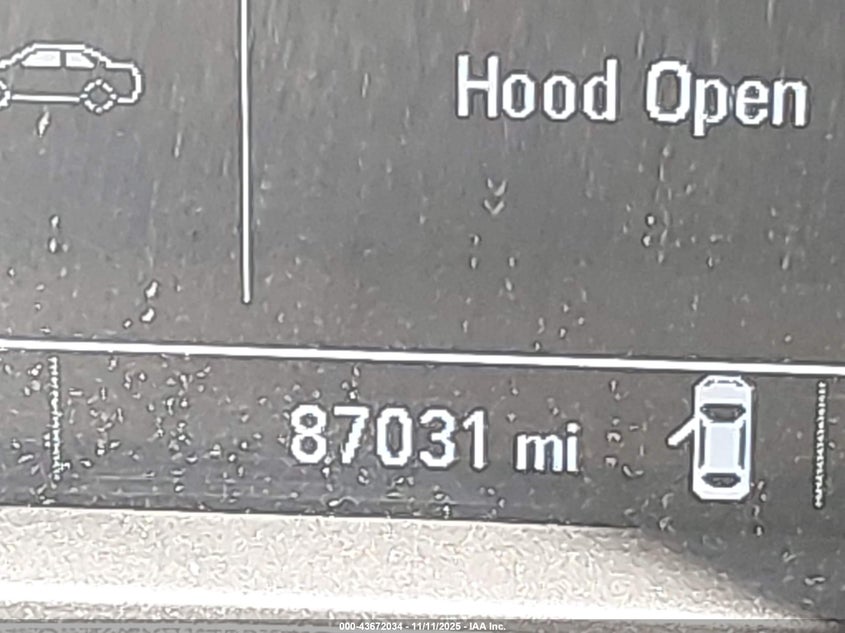 Hood Open
87031 mi
000-43672034 - 11/11/2025 - IAA Inc.